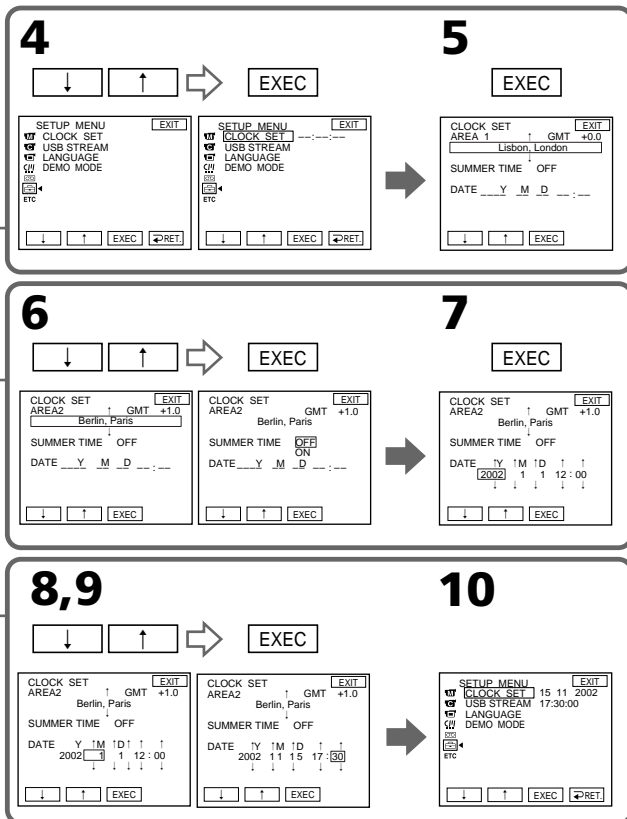 4
5
↓ ↑ EXEC
EXEC
SETUP MENU EXIT
CLOCK SET
USB STREAM
LANGUAGE
DEMO MODE
ETC
↓ ↑ EXEC RET.
SETUP MENU EXIT
CLOCK SET --:--:--
USB STREAM
LANGUAGE
DEMO MODE
ETC
↓ ↑ EXEC RET.
CLOCK SET EXIT
AREA 1 ↑ GMT +0.0
Lisbon, London
↓
SUMMER TIME OFF
DATE ____Y __M __D __:__
↓ ↑ EXEC
6
7
↓ ↑ EXEC
EXEC
CLOCK SET EXIT
AREA2 ↑ GMT +1.0
Berlin, Paris
↓
SUMMER TIME OFF
DATE ____Y __M __D __:__
↓ ↑ EXEC
CLOCK SET EXIT
AREA2 GMT +1.0
Berlin, Paris
SUMMER TIME OFF
ON
DATE ____Y __M __D __:__
↓ ↑ EXEC
CLOCK SET EXIT
AREA2 ↑ GMT +1.0
Berlin, Paris
↓
SUMMER TIME OFF
DATE ↑Y ↑M ↑D ↑ ↑
2002 1 1 12:00
↓ ↓ ↓ ↓ ↓
↓ ↑ EXEC
8,9
10
↓ ↑ EXEC
CLOCK SET EXIT
AREA2 ↑ GMT +1.0
Berlin, Paris
↓
SUMMER TIME OFF
DATE Y ↑M ↑D ↑ ↑
2002 1 1 12:00
↓ ↓ ↓ ↓
↓ ↑ EXEC
CLOCK SET EXIT
AREA2 ↑ GMT +1.0
Berlin, Paris
↓
SUMMER TIME OFF
DATE ↑Y ↑M ↑D ↑ ↑
2002 11 15 17:30
↓ ↓ ↓ ↓ ↓
↓ ↑ EXEC
SETUP MENU EXIT
CLOCK SET 15 11 2002
USB STREAM 17:30:00
LANGUAGE
DEMO MODE
ETC
↓ ↑ EXEC RET.